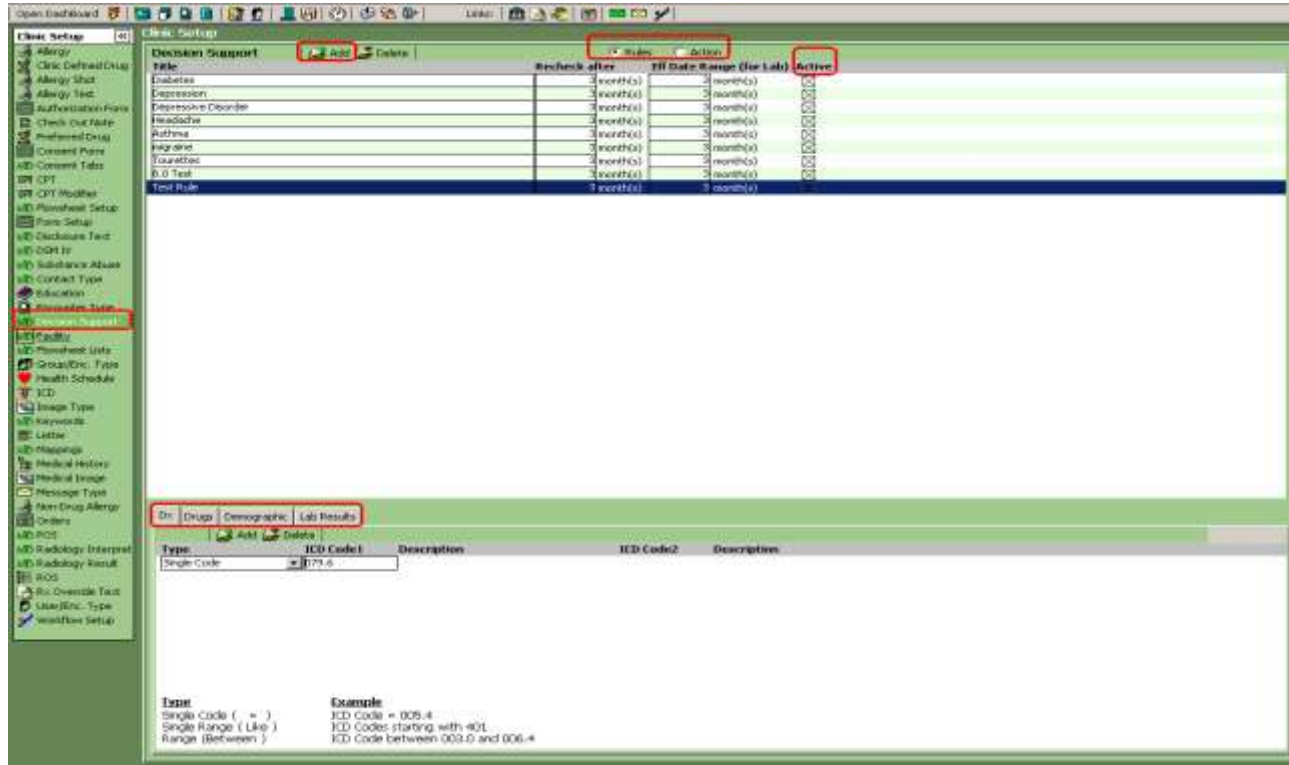 Open Dashboard
Links:
Clinic Setup
Allergy
Clinic Defined Drug
Allergy Shot
Allergy Test
Authorization Form
Check Out Note
Preferred Drug
Consent Form
Consent Tabs
CPT
CPT Modifier
Flowsheet Setup
Form Setup
Disclosure Text
DSM IV
Substance Abuse
Contact Type
Education
Encounter Type
Decision Support
Facility
Flowsheet Lists
Group/Enc. Type
Health Schedule
ICD
Image Type
Keywords
Letter
Mappings
Medical History
Medical Image
Message Type
Non-Drug Allergy
Orders
POS
Radiology Interpret
Radiology Result
ROS
Rx Override Text
User/Enc. Type
Workflow Setup
Clinic Setup
Decision Support Add Delete Rules Action
Title Recheck after Eff Date Range (for Lab) Active
Diabetes 3 month(s) 3 month(s)
Depression 3 month(s) 3 month(s)
Depressive Disorder 3 month(s) 3 month(s)
Headache 3 month(s) 3 month(s)
Asthma 3 month(s) 3 month(s)
migraine 3 month(s) 3 month(s)
Tourettes 3 month(s) 3 month(s)
8.0 Test 3 month(s) 3 month(s)
Test Rule 3 month(s) 3 month(s)
Dx Drugs Demographic Lab Results
Add Delete
Type ICD Code1 Description ICD Code2 Description
Single Code 079.6
Type Example
Single Code ( = ) ICD Code = 005.4
Single Range ( Like ) ICD Codes starting with 401
Range (Between ) ICD Code between 003.0 and 006.4